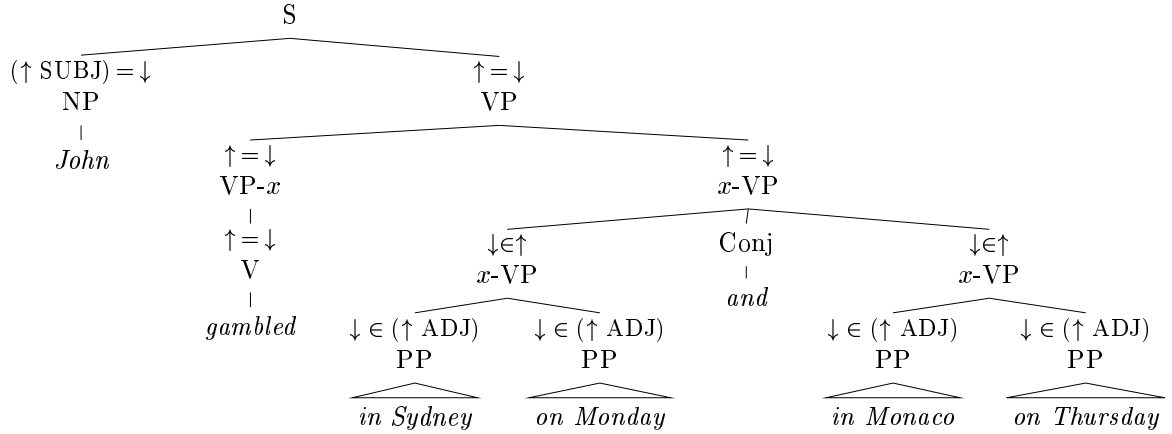 S
(↑ SUBJ) = ↓ ↑ = ↓
NP VP
John ↑ = ↓ ↑ = ↓
VP-x x-VP
↑ = ↓ ↓∈↑ Conj ↓∈↑
V x-VP and x-VP
gambled ↓ ∈ (↑ ADJ) ↓ ∈ (↑ ADJ) ↓ ∈ (↑ ADJ) ↓ ∈ (↑ ADJ)
PP PP PP PP
in Sydney on Monday in Monaco on Thursday